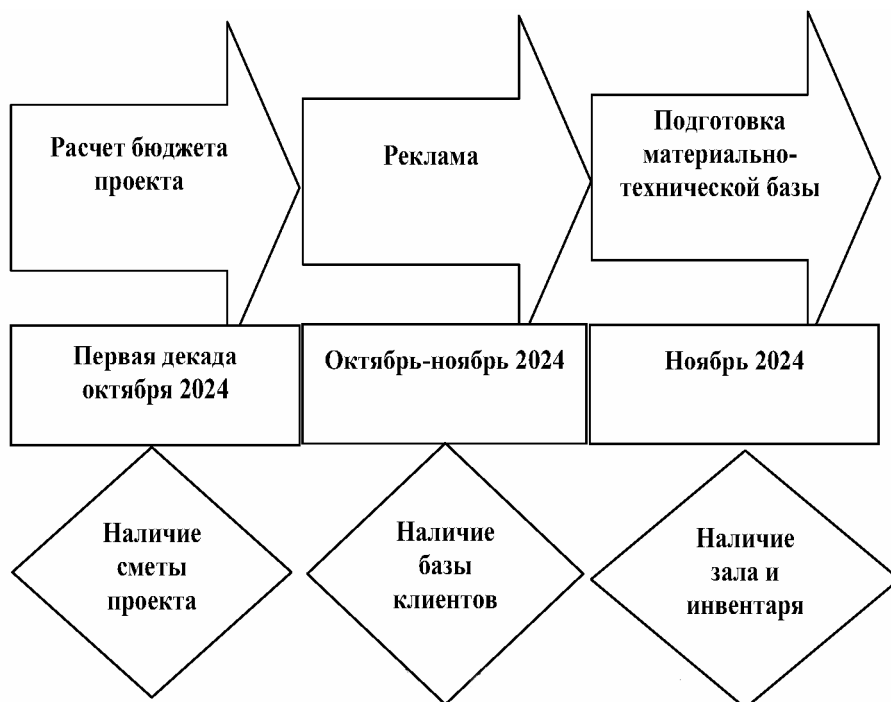 Расчет бюджета
проекта
Реклама
Подготовка
материально-
технической базы
Первая декада
октября 2024
Октябрь-ноябрь 2024
Ноябрь 2024
Наличие
сметы
проекта
Наличие
базы
клиентов
Наличие
зала и
инвентаря